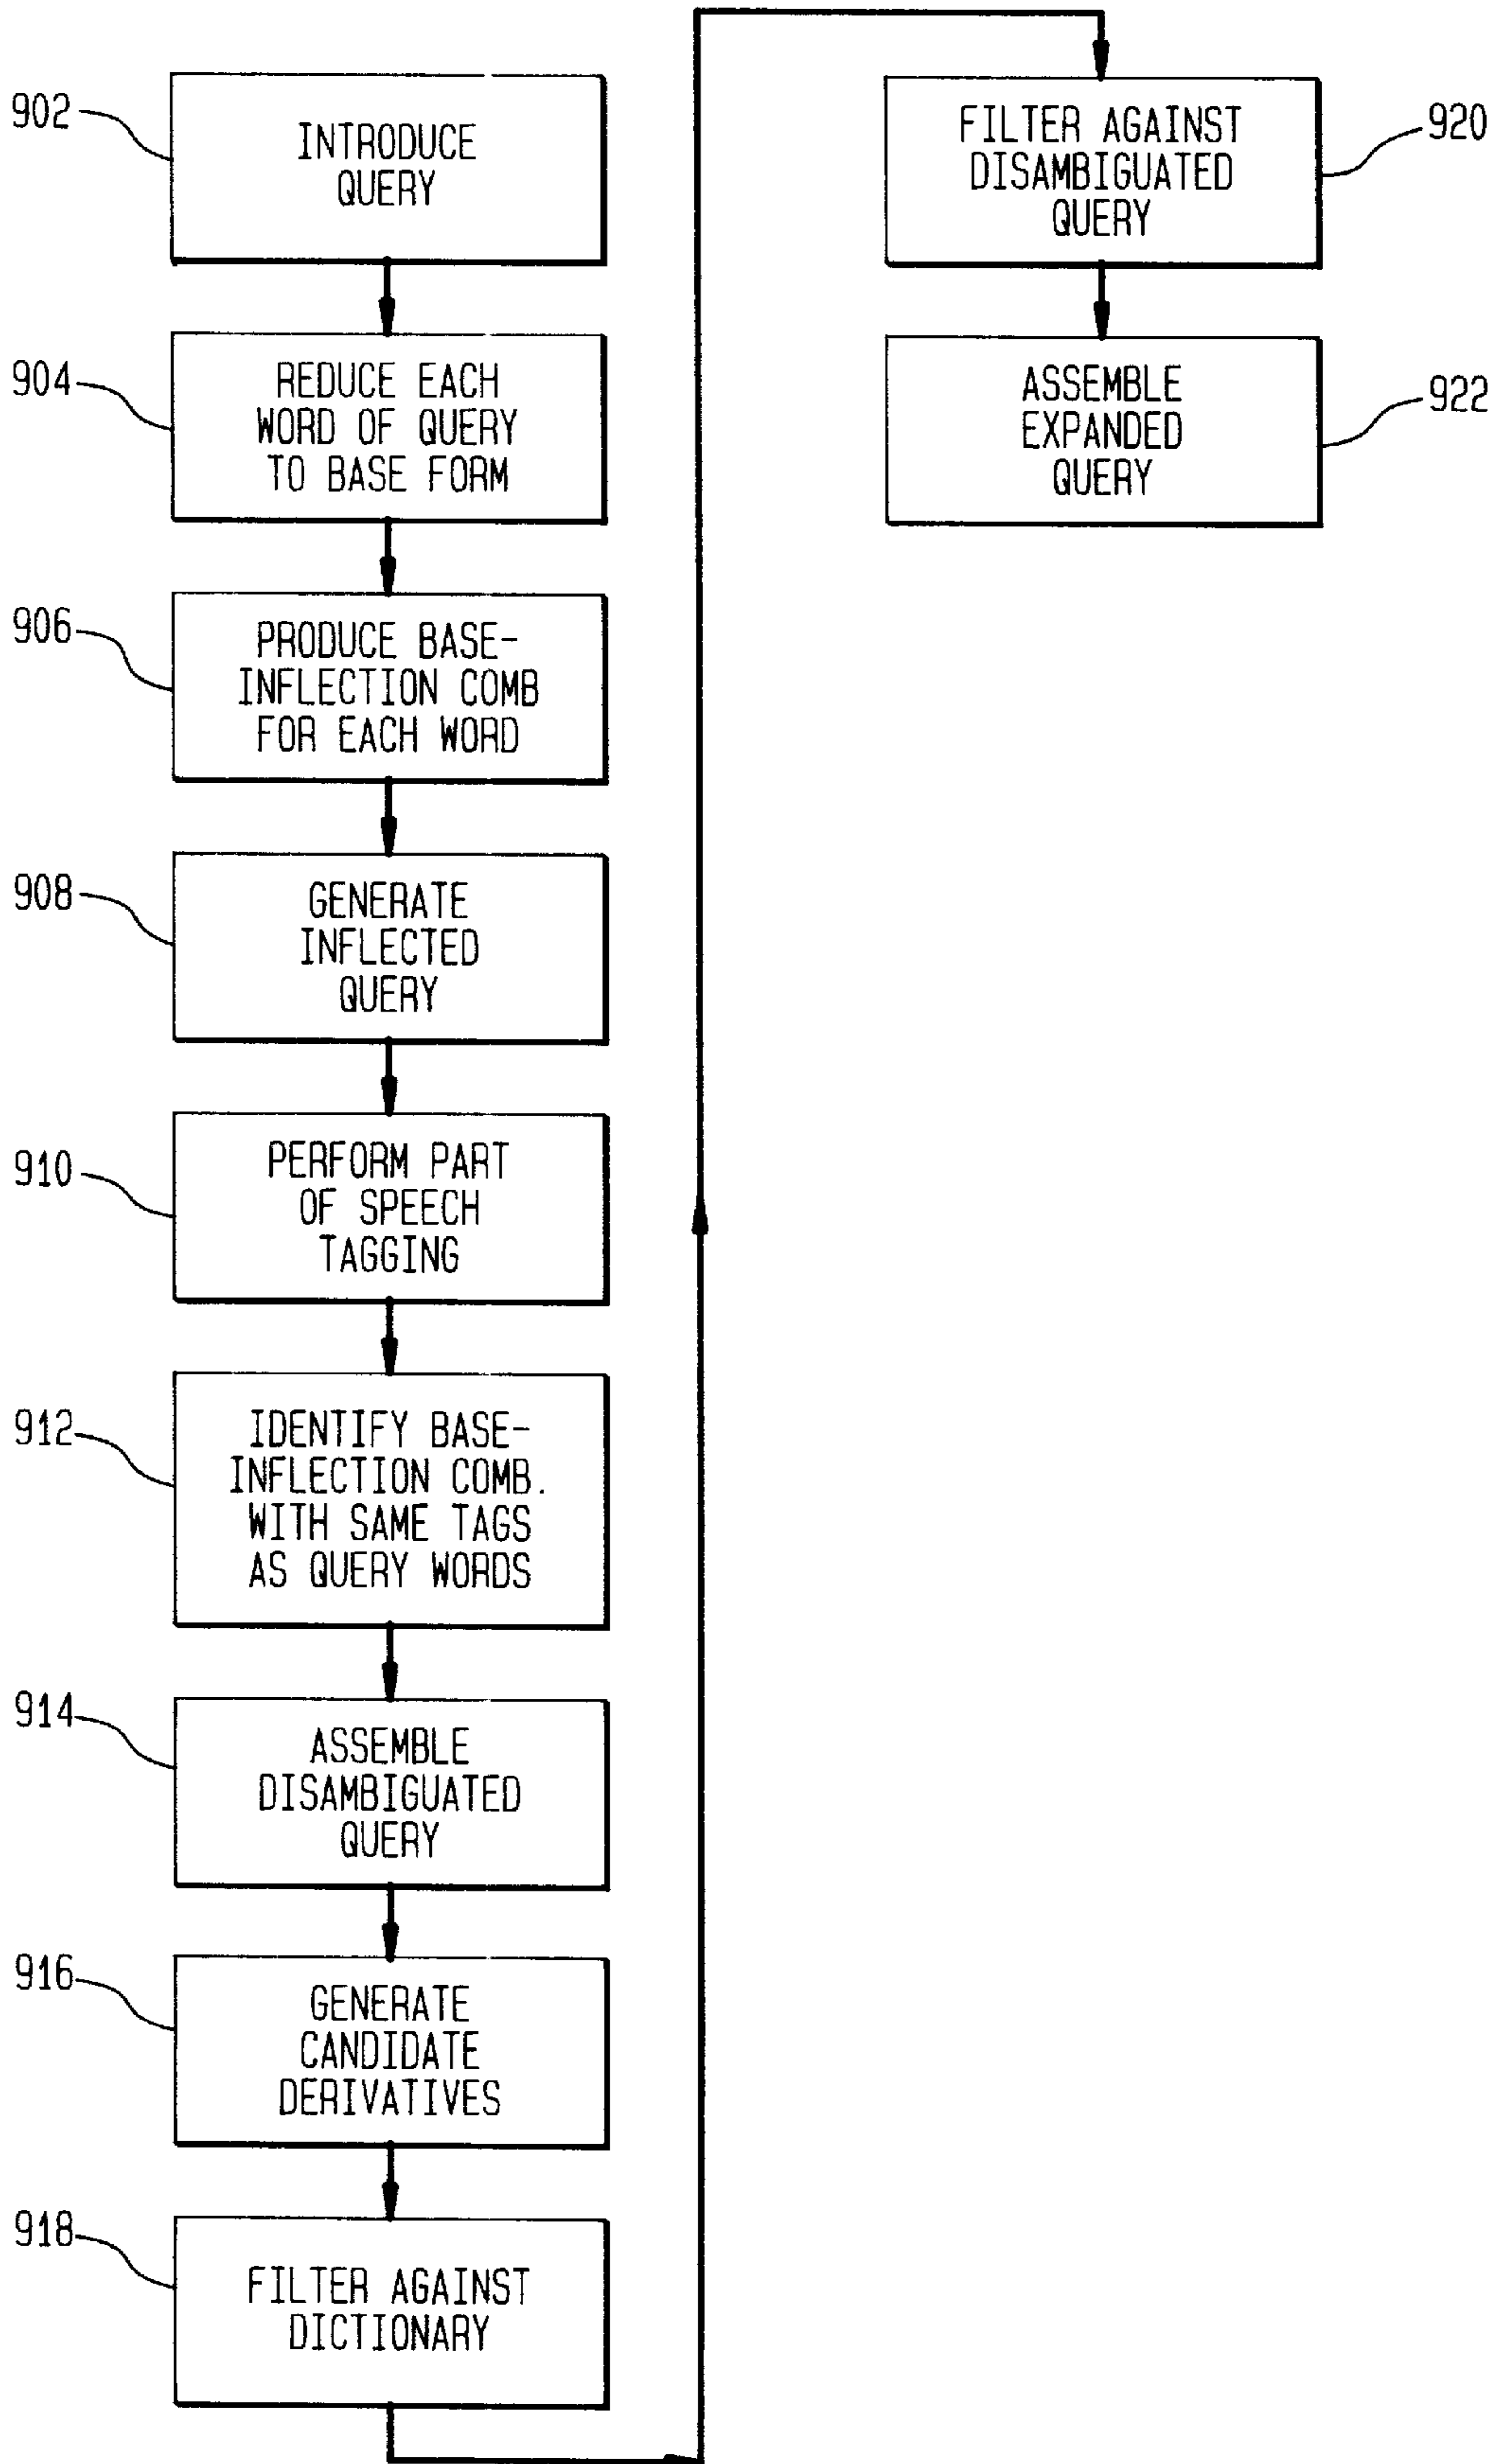 902
INTRODUCE
QUERY
904
REDUCE EACH
WORD OF QUERY
TO BASE FORM
906
PRODUCE BASE-
INFLECTION COMB
FOR EACH WORD
908
GENERATE
INFLECTED
QUERY
910
PERFORM PART
OF SPEECH
TAGGING
912
IDENTIFY BASE-
INFLECTION COMB.
WITH SAME TAGS
AS QUERY WORDS
914
ASSEMBLE
DISAMBIGUATED
QUERY
916
GENERATE
CANDIDATE
DERIVATIVES
918
FILTER AGAINST
DICTIONARY
920
FILTER AGAINST
DISAMBIGUATED
QUERY
922
ASSEMBLE
EXPANDED
QUERY